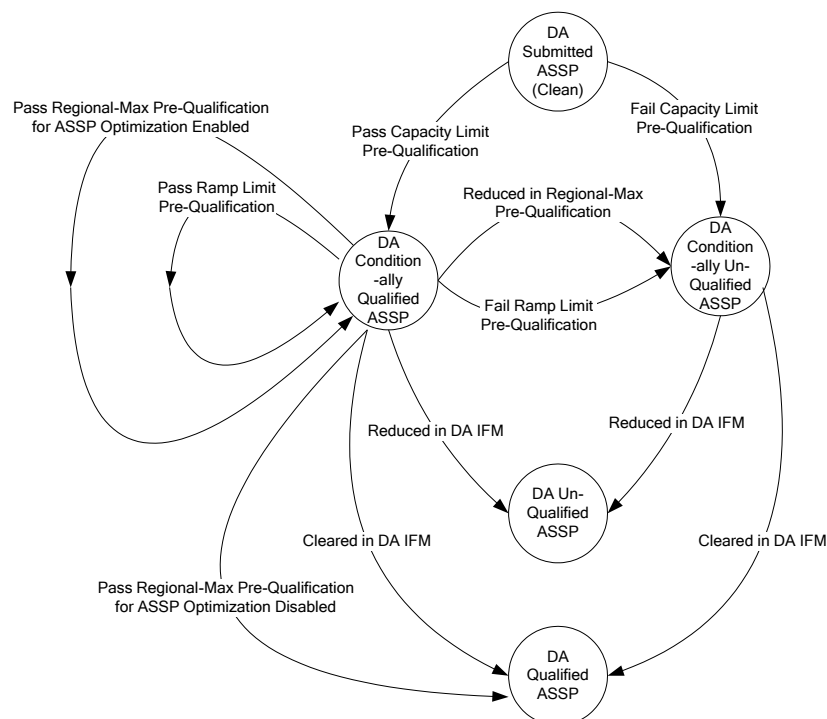 DA
Submitted
ASSP
(Clean)
Pass Regional-Max Pre-Qualification
for ASSP Optimization Enabled
Pass Capacity Limit
Pre-Qualification
Fail Capacity Limit
Pre-Qualification
Pass Ramp Limit
Pre-Qualification
Reduced in Regional-Max
Pre-Qualification
DA
Condition
-ally
Qualified
ASSP
DA
Condition
-ally Un-
Qualified
ASSP
Fail Ramp Limit
Pre-Qualification
Reduced in DA IFM
Reduced in DA IFM
DA Un-
Qualified
ASSP
Cleared in DA IFM
Cleared in DA IFM
Pass Regional-Max Pre-Qualification
for ASSP Optimization Disabled
DA
Qualified
ASSP